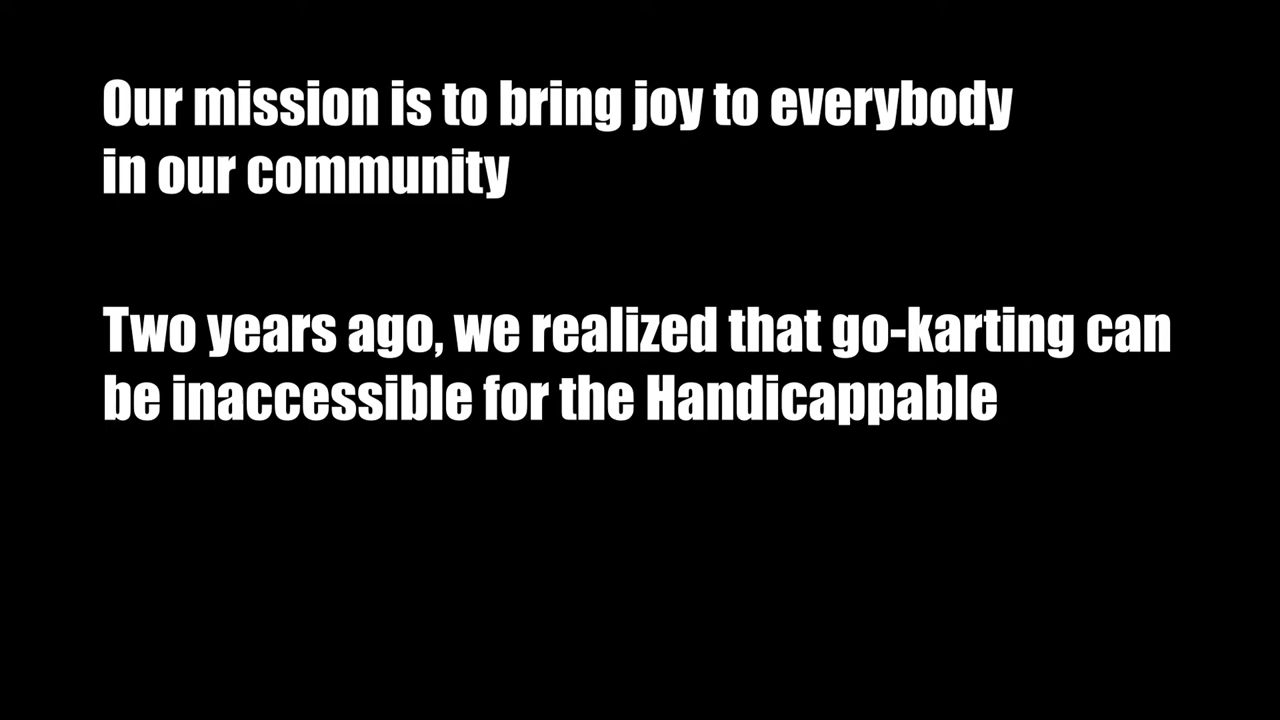 Our mission is to bring joy to everybody
in our community
Two years ago, we realized that go-karting can
be inaccessible for the Handicappable